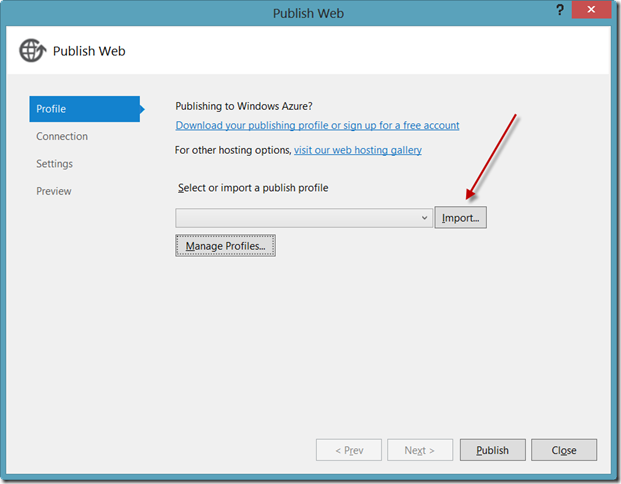 Publish Web
?
Publish Web
Profile
Connection
Settings
Preview
Publishing to Windows Azure?
Download your publishing profile or sign up for a free account
For other hosting options, visit our web hosting gallery
Select or import a publish profile
Import...
Manage Profiles...
< Prev
Next >
Publish
Close